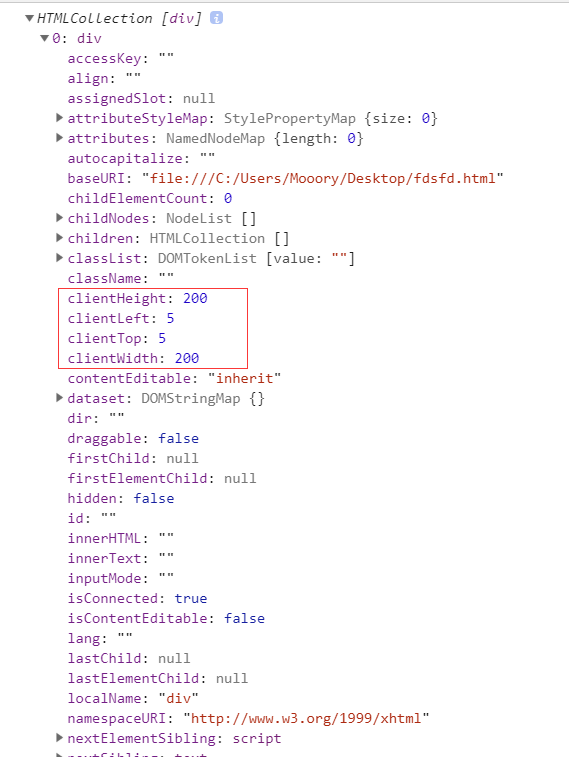 HTMLCollection [div] i
0: div
accessKey: ""
align: ""
assignedSlot: null
attributeStyleMap: StylePropertyMap {size: 0}
attributes: NamedNodeMap {length: 0}
autocapitalize: ""
baseURI: "file:///C:/Users/Mooory/Desktop/fdsfd.html"
childElementCount: 0
childNodes: NodeList []
children: HTMLCollection []
classList: DOMTokenList [value: ""]
className: ""
clientHeight: 200
clientLeft: 5
clientTop: 5
clientWidth: 200
contentEditable: "inherit"
dataset: DOMStringMap {}
dir: ""
draggable: false
firstChild: null
firstElementChild: null
hidden: false
id: ""
innerHTML: ""
innerText: ""
inputMode: ""
isConnected: true
isContentEditable: false
lang: ""
lastChild: null
lastElementChild: null
localName: "div"
namespaceURI: "http://www.w3.org/1999/xhtml"
nextElementSibling: script